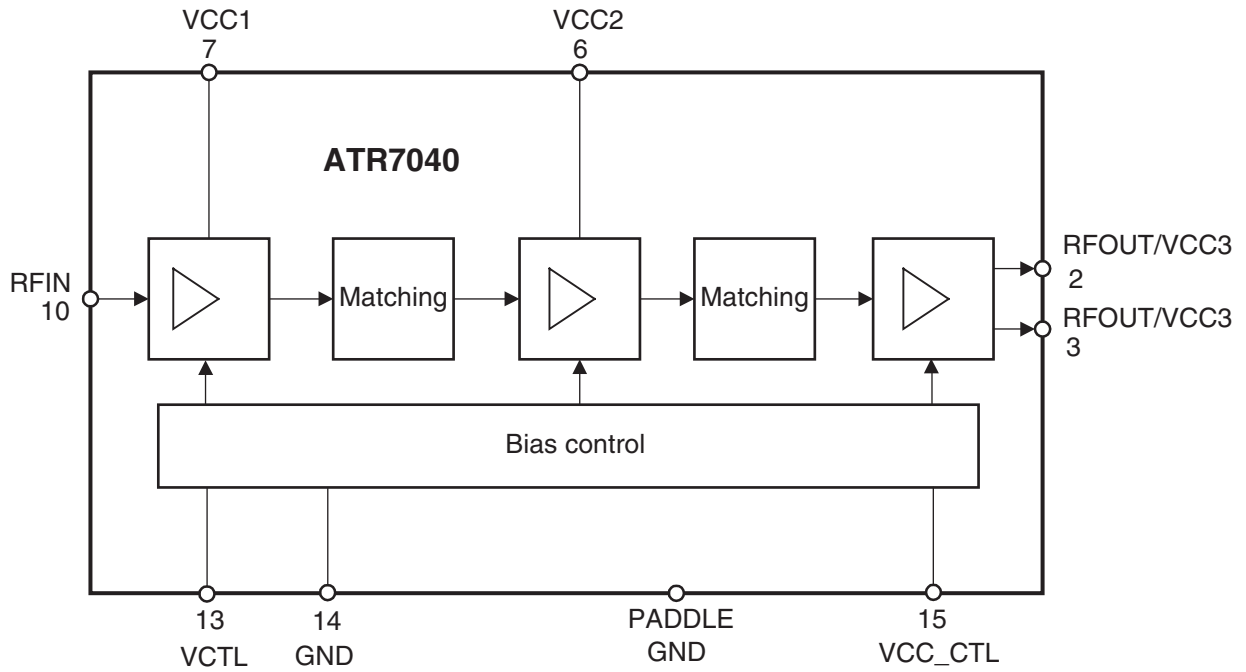 VCC1
7
VCC2
6
ATR7040
RFIN
10
Matching
Matching
RFOUT/VCC3
2
RFOUT/VCC3
3
Bias control
13
VCTL
14
GND
PADDLE
GND
15
VCC_CTL